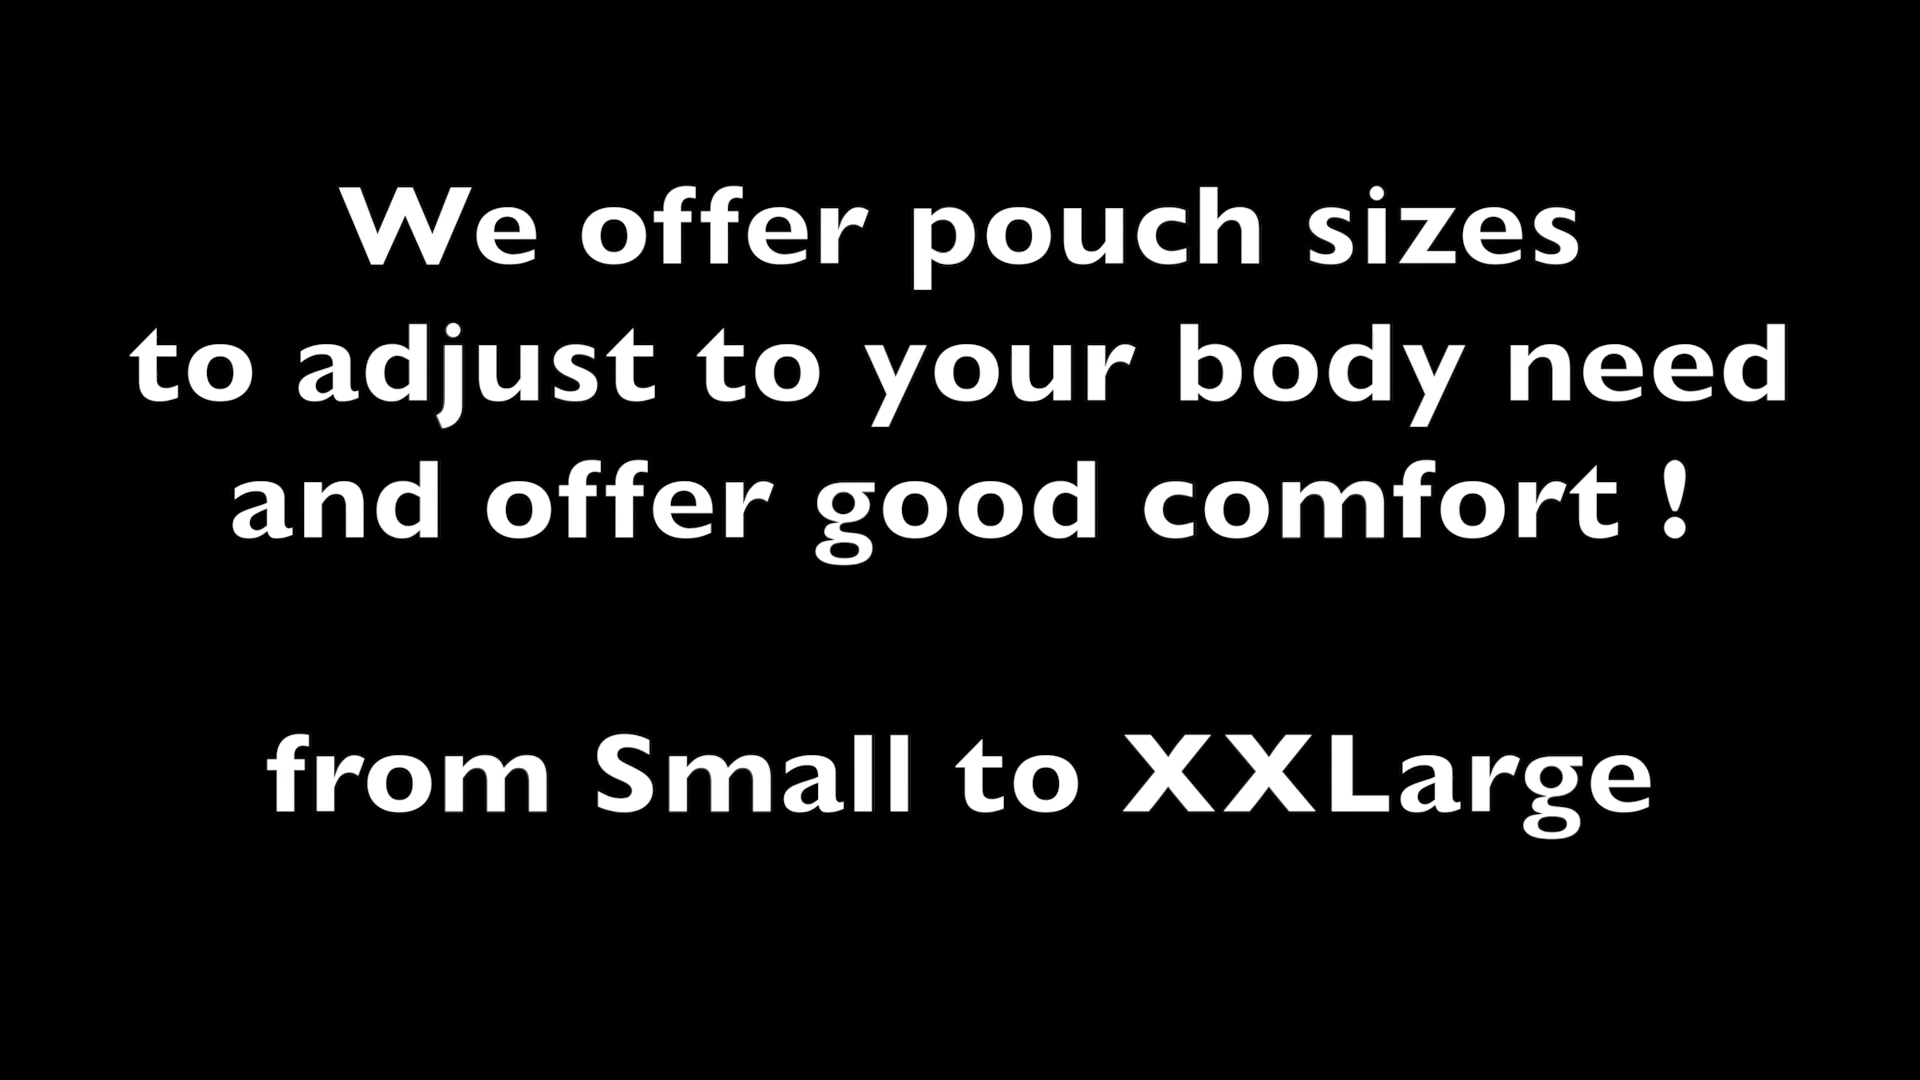 We offer pouch sizes
to adjust to your body need
and offer good comfort !
from Small to XXLarge